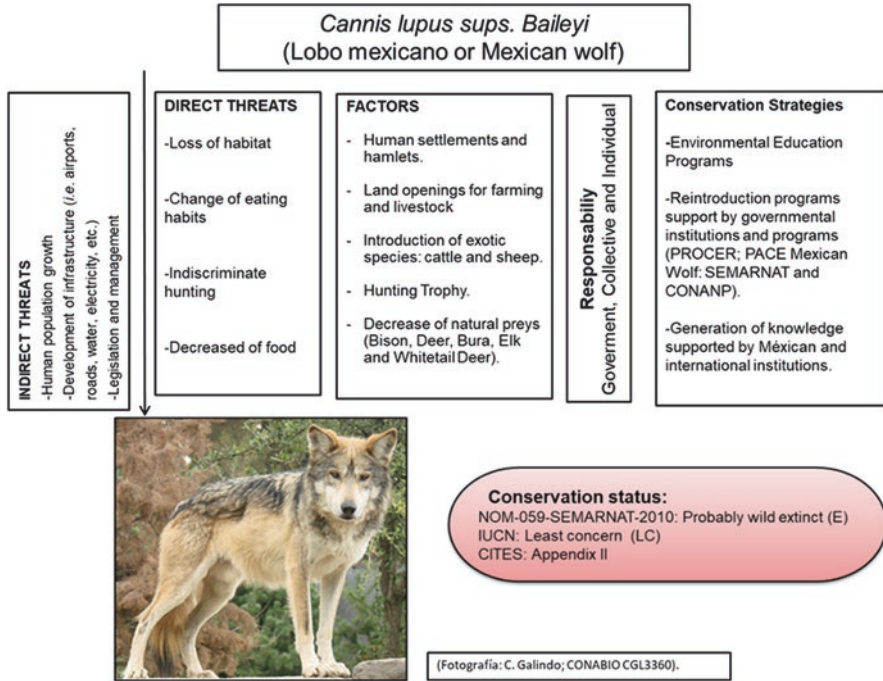 Cannis lupus sups. Baileyi
(Lobo mexicano or Mexican wolf)
INDIRECT THREATS
-Human population growth
-Development of infrastructure (i.e. airports,
roads, water, electricity, etc.)
-Legislation and management
DIRECT THREATS
-Loss of habitat
-Change of eating
habits
-Indiscriminate
hunting
-Decreased of food
FACTORS
- Human settlements and
hamlets.
- Land openings for farming
and livestock
- Introduction of exotic
species: cattle and sheep.
- Hunting Trophy.
- Decrease of natural preys
(Bison, Deer, Bura, Elk
and Whitetail Deer).
Responsabiliy
Goverment, Collective and Individual
Conservation Strategies
-Environmental Education
Programs
-Reintroduction programs
support by governmental
institutions and programs
(PROCER; PACE Mexican
Wolf: SEMARNAT and
CONANP).
-Generation of knowledge
supported by Méxican and
international institutions.
Conservation status:
NOM-059-SEMARNAT-2010: Probably wild extinct (E)
IUCN: Least concern (LC)
CITES: Appendix II
(Fotografía: C. Galindo; CONABIO CGL3360).